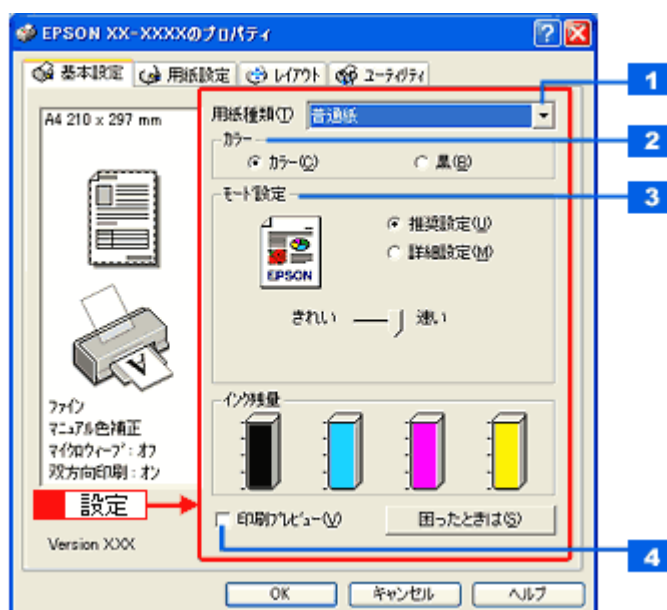 EPSON XX-XXXXのプロパティ
基本設定 用紙設定 レイアウト ユーティリティ
A4 210 x 297 mm
用紙種類(T) 普通紙
1
カラー
2
カラー(C) 黒(B)
モード設定
3
推奨設定(U)
詳細設定(M)
EPSON
きれい 速い
A
ファイン
マニュアル色補正
マイクロウィーブ：オフ
双方向印刷：オン
インク残量
設定
印刷プレビュー(V) 困ったときは(S)
Version XXX
4
OK キャンセル ヘルプ